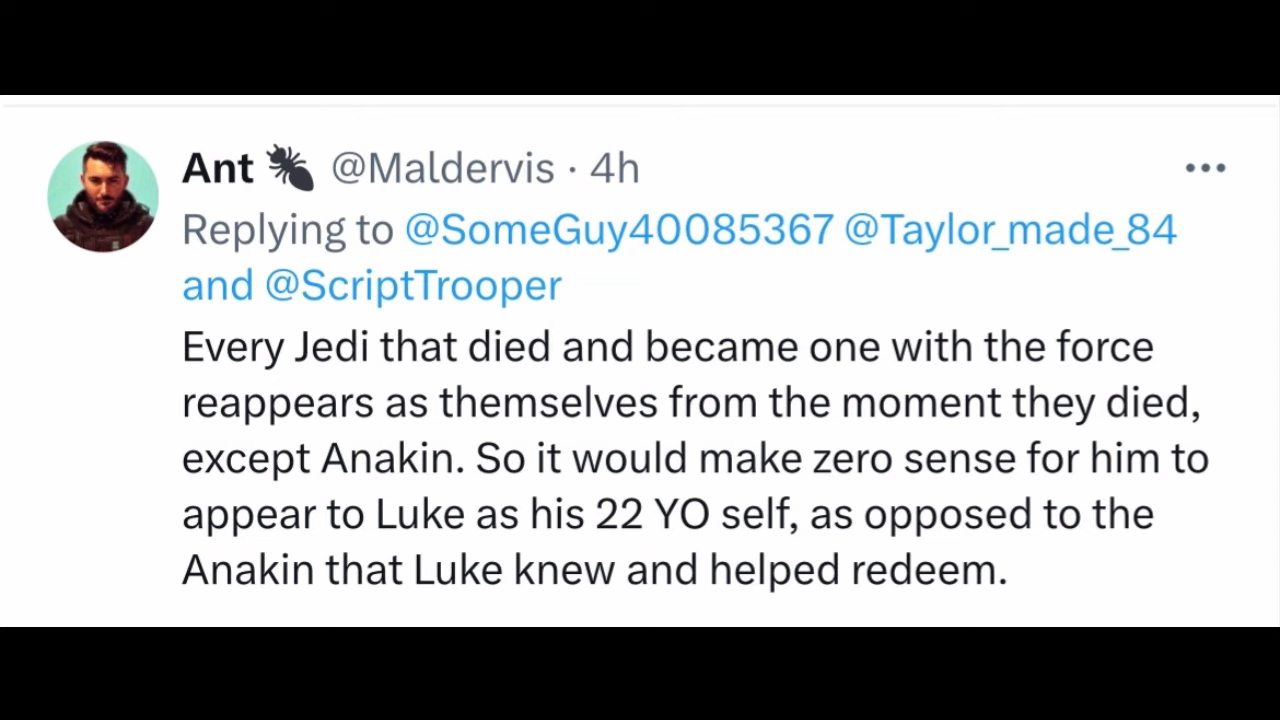 Ant 🐜 @Maldervis · 4h
Replying to @SomeGuy40085367 @Taylor_made_84
and @ScriptTrooper
Every Jedi that died and became one with the force
reappears as themselves from the moment they died,
except Anakin. So it would make zero sense for him to
appear to Luke as his 22 YO self, as opposed to the
Anakin that Luke knew and helped redeem.